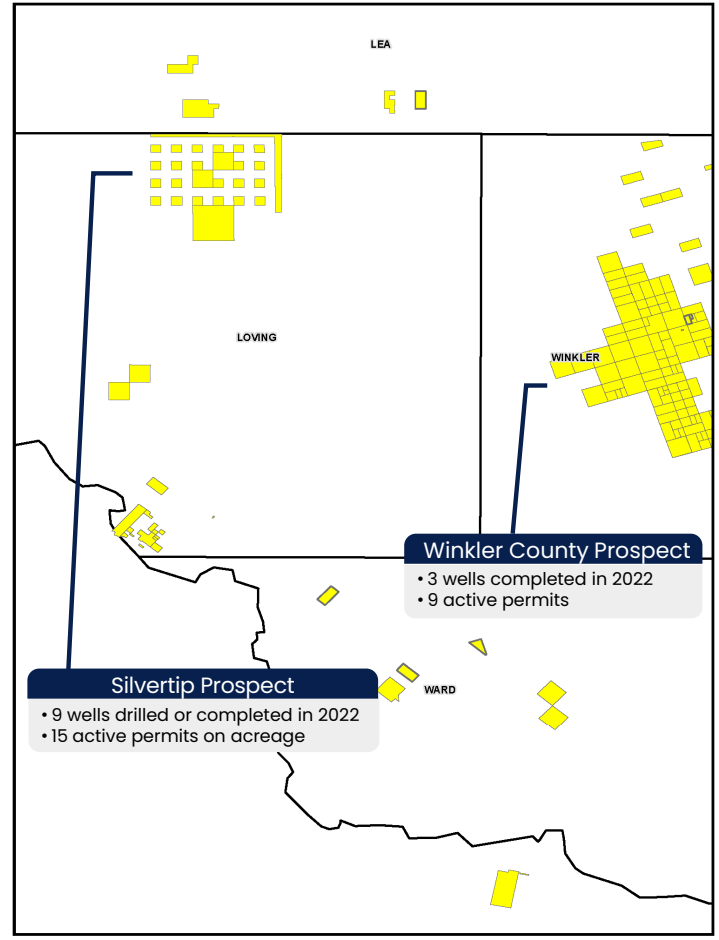 LEA
LOVING
WINKLER
Winkler County Prospect
• 3 wells completed in 2022
• 9 active permits
Silvertip Prospect
• 9 wells drilled or completed in 2022
• 15 active permits on acreage
WARD